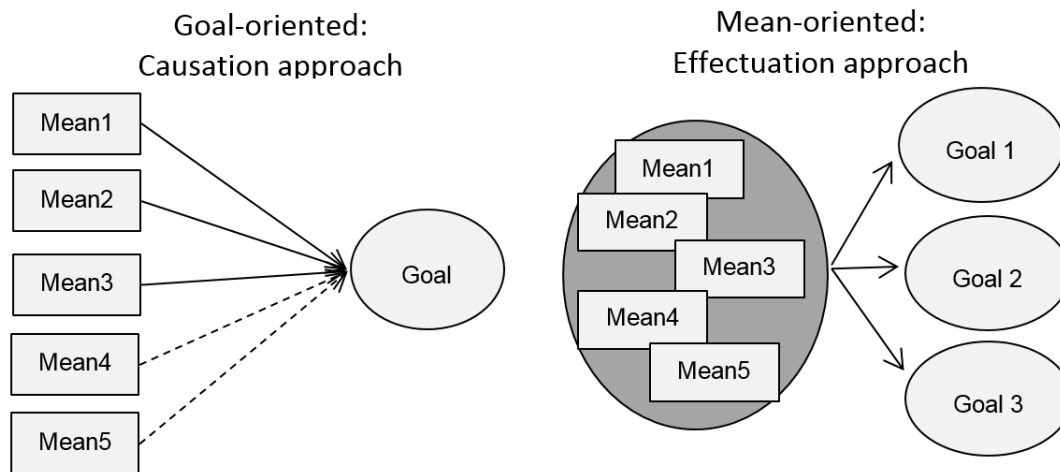 Goal-oriented:
Causation approach
Mean1
Mean2
Mean3
Mean4
Mean5
Goal
Mean-oriented:
Effectuation approach
Mean1
Mean2
Mean3
Mean4
Mean5
Goal 1
Goal 2
Goal 3